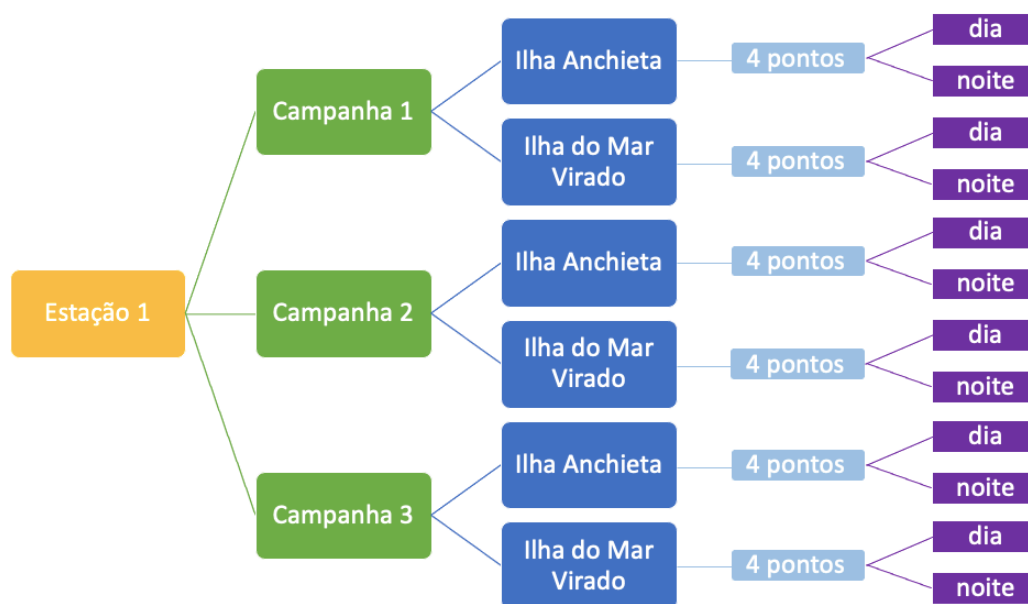 Estação 1
Campanha 1
Ilha Anchieta
4 pontos
dia
noite
Ilha do Mar
Virado
4 pontos
dia
noite
Campanha 2
Ilha Anchieta
4 pontos
dia
noite
Ilha do Mar
Virado
4 pontos
dia
noite
Campanha 3
Ilha Anchieta
4 pontos
dia
noite
Ilha do Mar
Virado
4 pontos
dia
noite